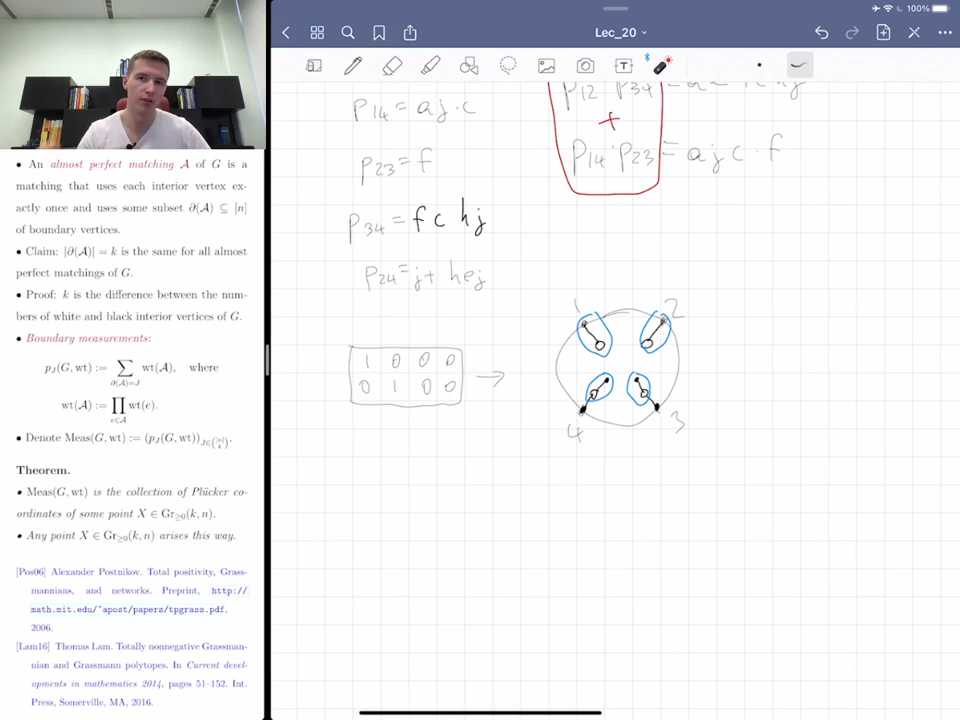 100%
Lec_20
• An almost perfect matching A of G is a
matching that uses each interior vertex ex-
actly once and uses some subset ∂(A) ⊆ [n]
of boundary vertices.
• Claim: |∂(A)| = k is the same for all almost
perfect matchings of G.
• Proof: k is the difference between the num-
bers of white and black interior vertices of G.
• Boundary measurements:
p_J(G, wt) := ∑_{∂(A)=J} wt(A), where
wt(A) := ∏_{e∈A} wt(e).
• Denote Meas(G, wt) := (p_J(G, wt))_{J∈([n] k)}.
Theorem.
• Meas(G, wt) is the collection of Plücker co-
ordinates of some point X ∈ Gr≥0(k, n).
• Any point X ∈ Gr≥0(k, n) arises this way.
[Pos06] Alexander Postnikov. Total positivity, Grass-
mannians, and networks. Preprint, http://
math.mit.edu/~apost/papers/tpgrass.pdf,
2006.
[Lam16] Thomas Lam. Totally nonnegative Grassman-
nian and Grassmann polytopes. In Current devel-
opments in mathematics 2014, pages 51–152. Int.
Press, Somerville, MA, 2016.
P14 = aj·c
P23 = f
P34 = fc hj
P24 = j + hej
P12 P34
+
P14·P23 = ajc·f
1 0 0 0
0 1 0 0
→
1 2
4 3